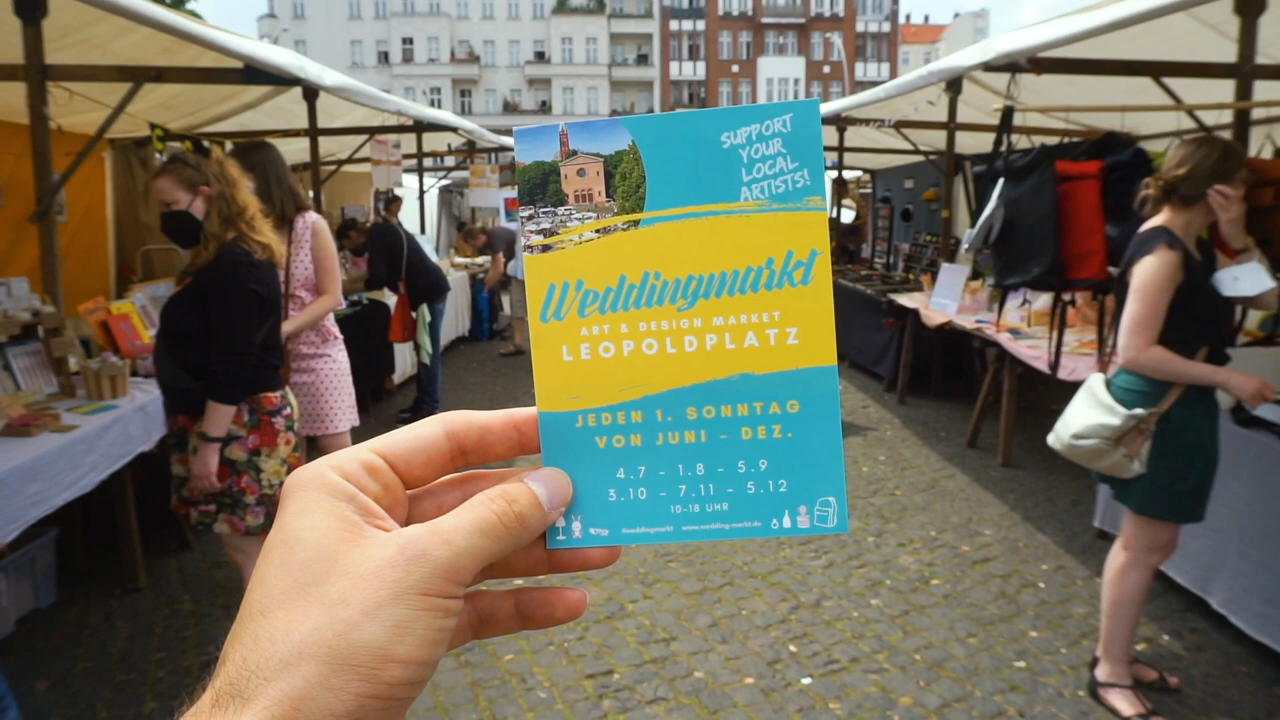 SUPPORT
YOUR
LOCAL
ARTISTS!
Weddingmarkt
ART & DESIGN MARKET
LEOPOLDPLATZ
JEDEN 1. SONNTAG
VON JUNI - DEZ.
4.7 - 1.8 - 5.9
3.10 - 7.11 - 5.12
10-18 UHR
#weddingmarkt www.wedding-markt.de